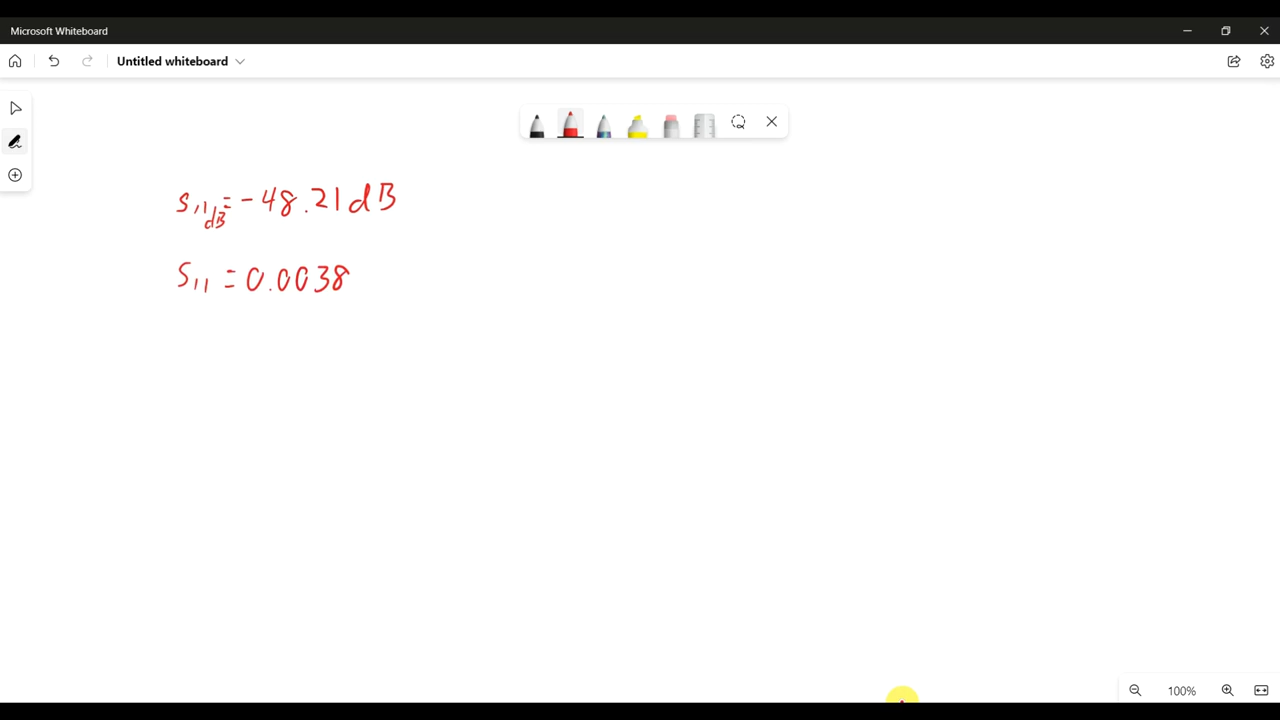 Microsoft Whiteboard
Untitled whiteboard
S11dB = -48.21dB
S11 = 0.0038
100%